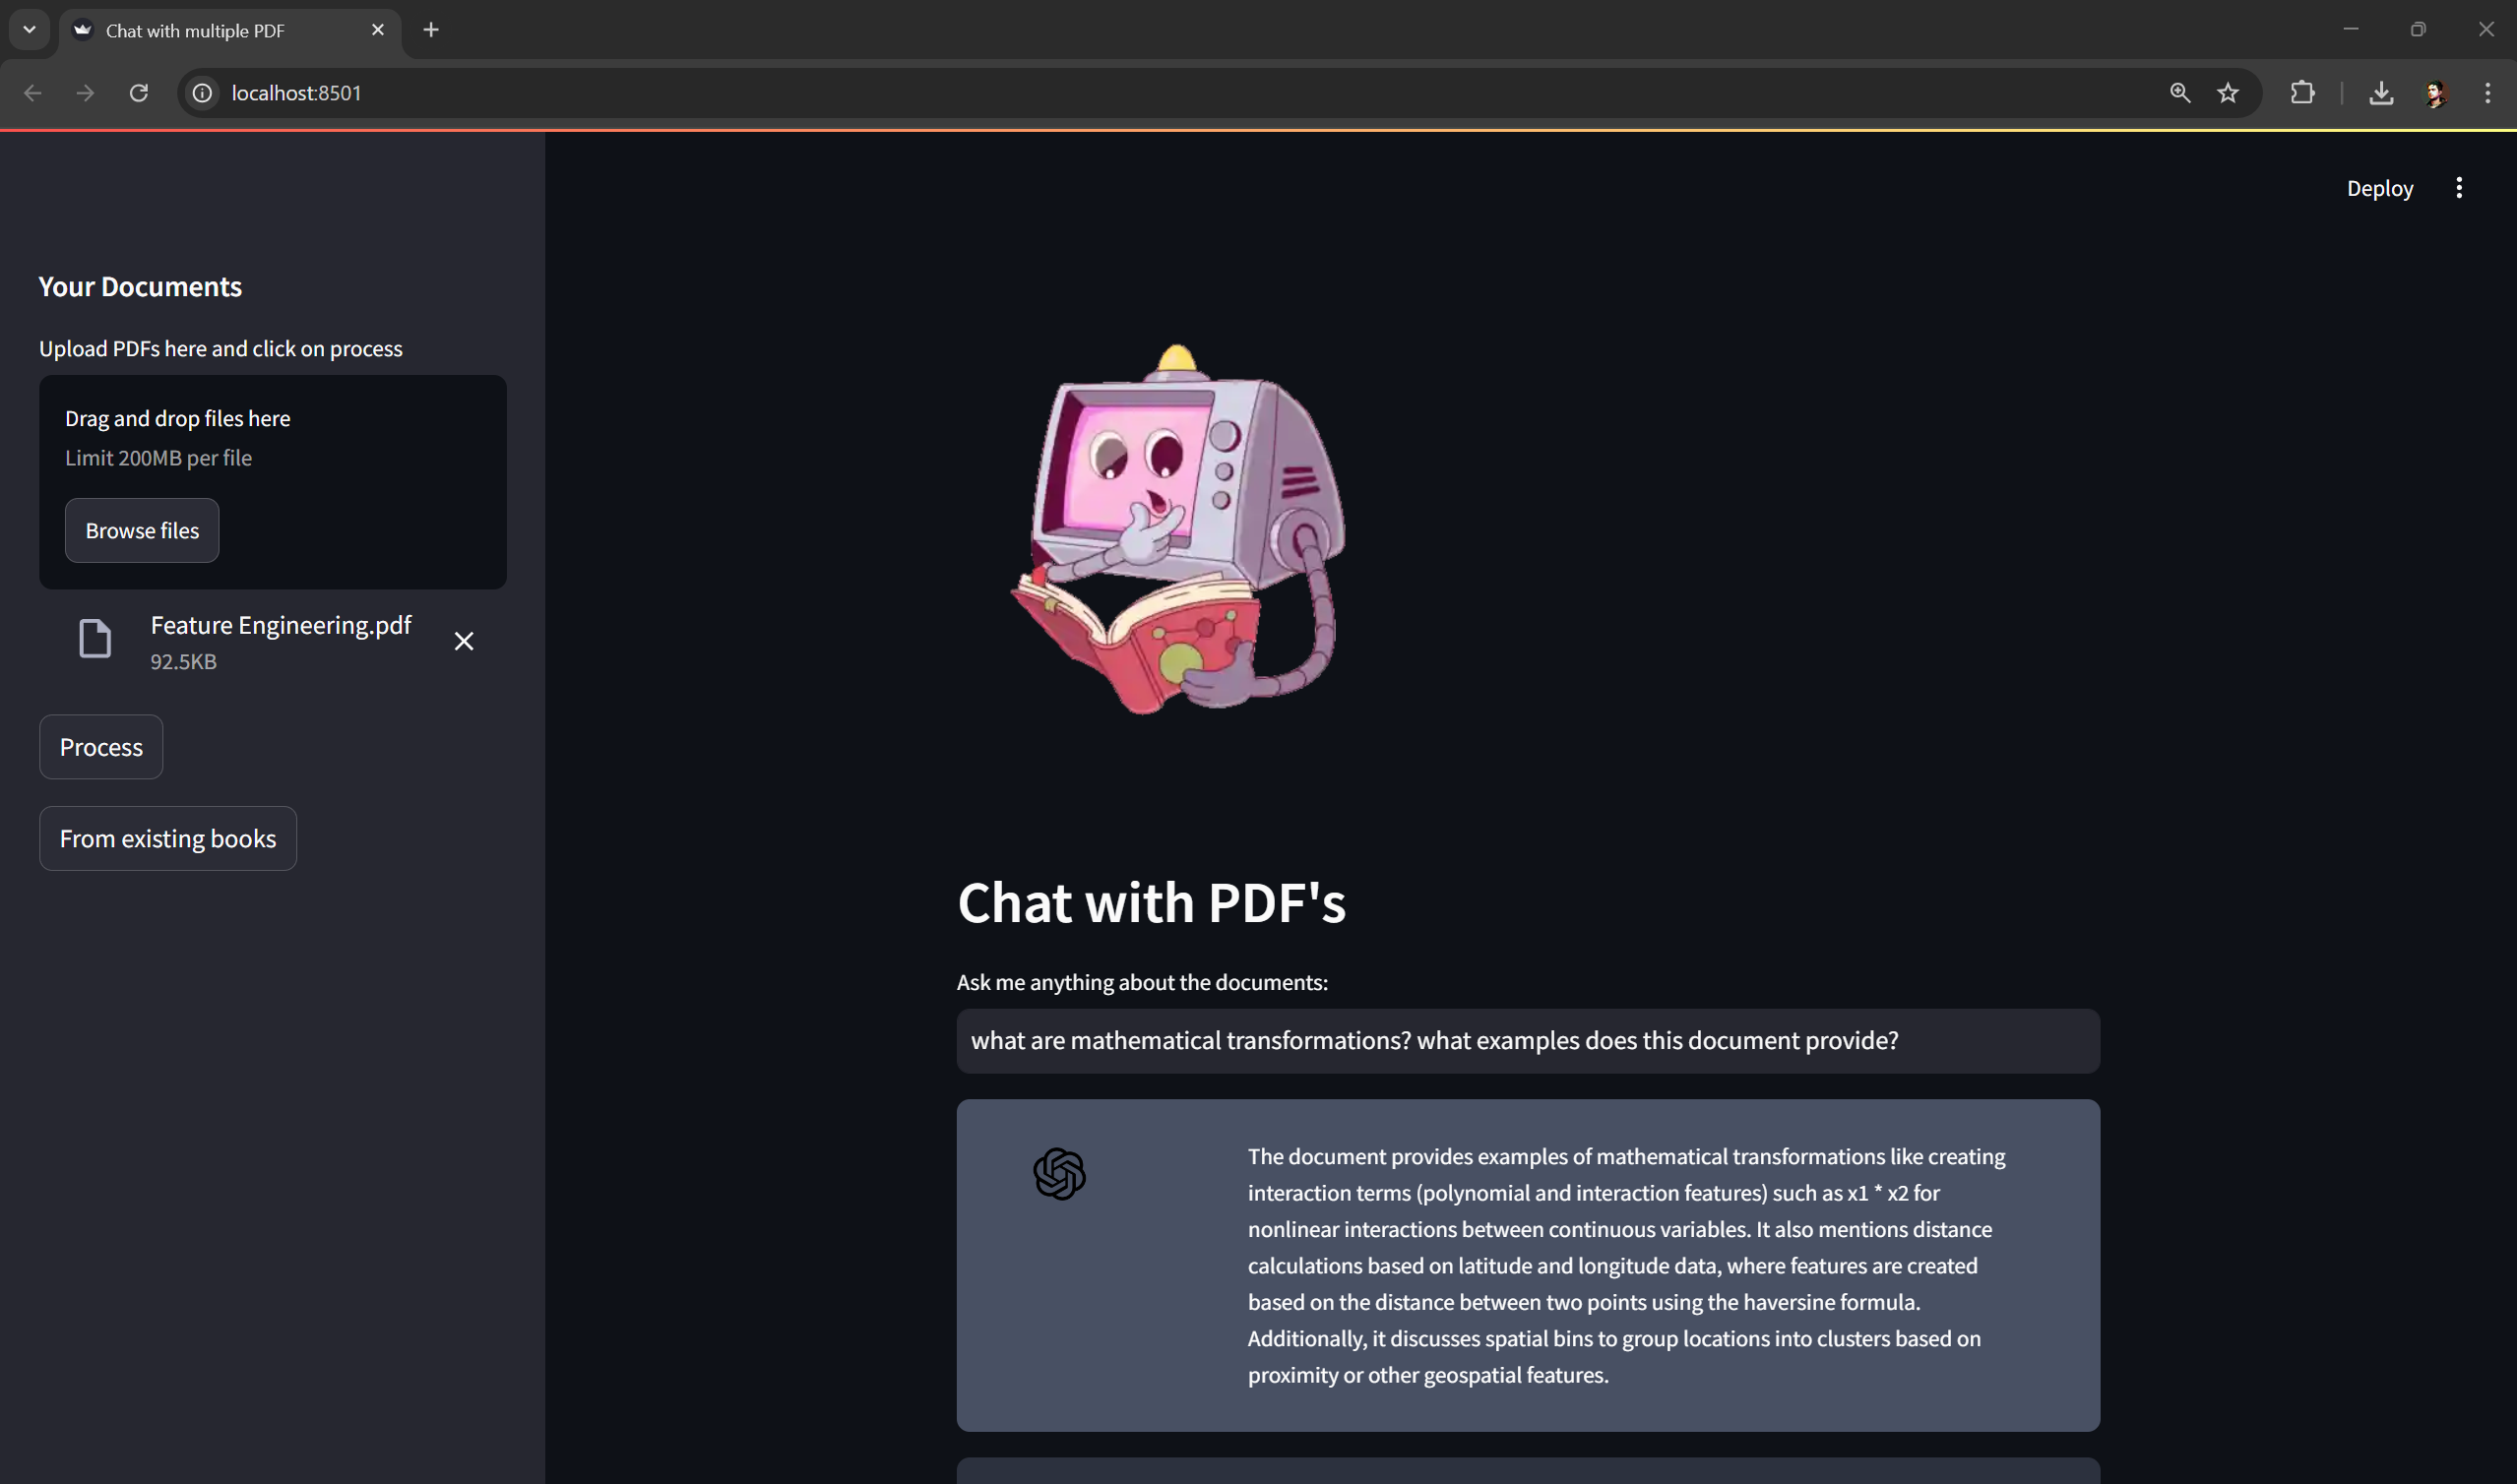 Chat with multiple PDF
localhost:8501
Deploy
Your Documents
Upload PDFs here and click on process
Drag and drop files here
Limit 200MB per file
Browse files
Feature Engineering.pdf
92.5KB
Process
From existing books
Chat with PDF's
Ask me anything about the documents:
what are mathematical transformations? what examples does this document provide?
The document provides examples of mathematical transformations like creating
interaction terms (polynomial and interaction features) such as x1 * x2 for
nonlinear interactions between continuous variables. It also mentions distance
calculations based on latitude and longitude data, where features are created
based on the distance between two points using the haversine formula.
Additionally, it discusses spatial bins to group locations into clusters based on
proximity or other geospatial features.